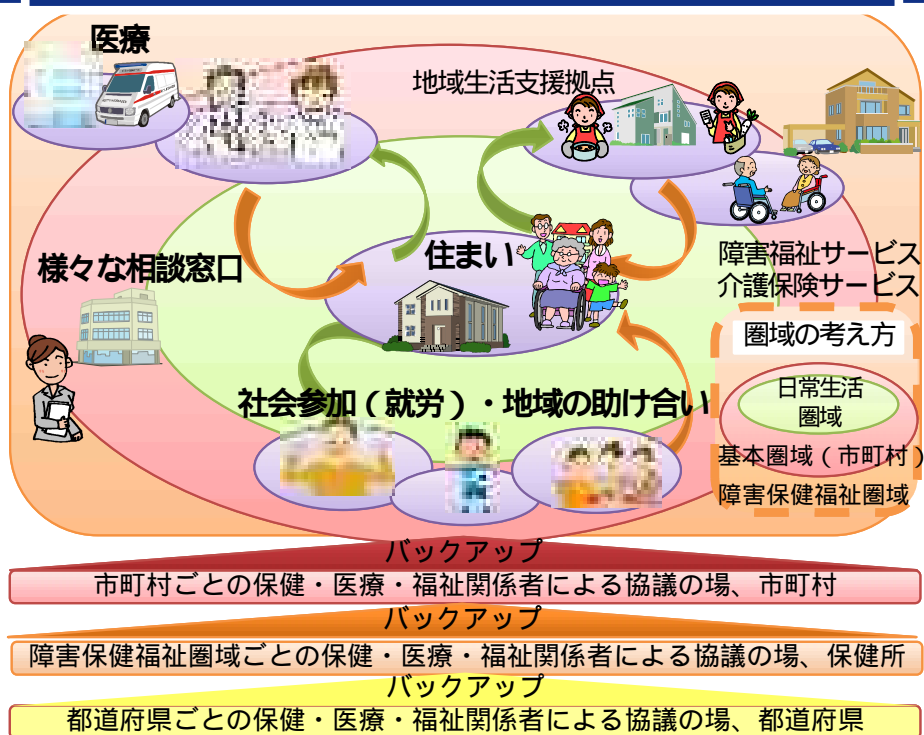 医療
地域生活支援拠点
様々な相談窓口
住まい
障害福祉サービス
介護保険サービス
圏域の考え方
日常生活
圏域
基本圏域（市町村）
障害保健福祉圏域
社会参加（就労）・地域の助け合い
バックアップ
市町村ごとの保健・医療・福祉関係者による協議の場、市町村
バックアップ
障害保健福祉圏域ごとの保健・医療・福祉関係者による協議の場、保健所
バックアップ
都道府県ごとの保健・医療・福祉関係者による協議の場、都道府県